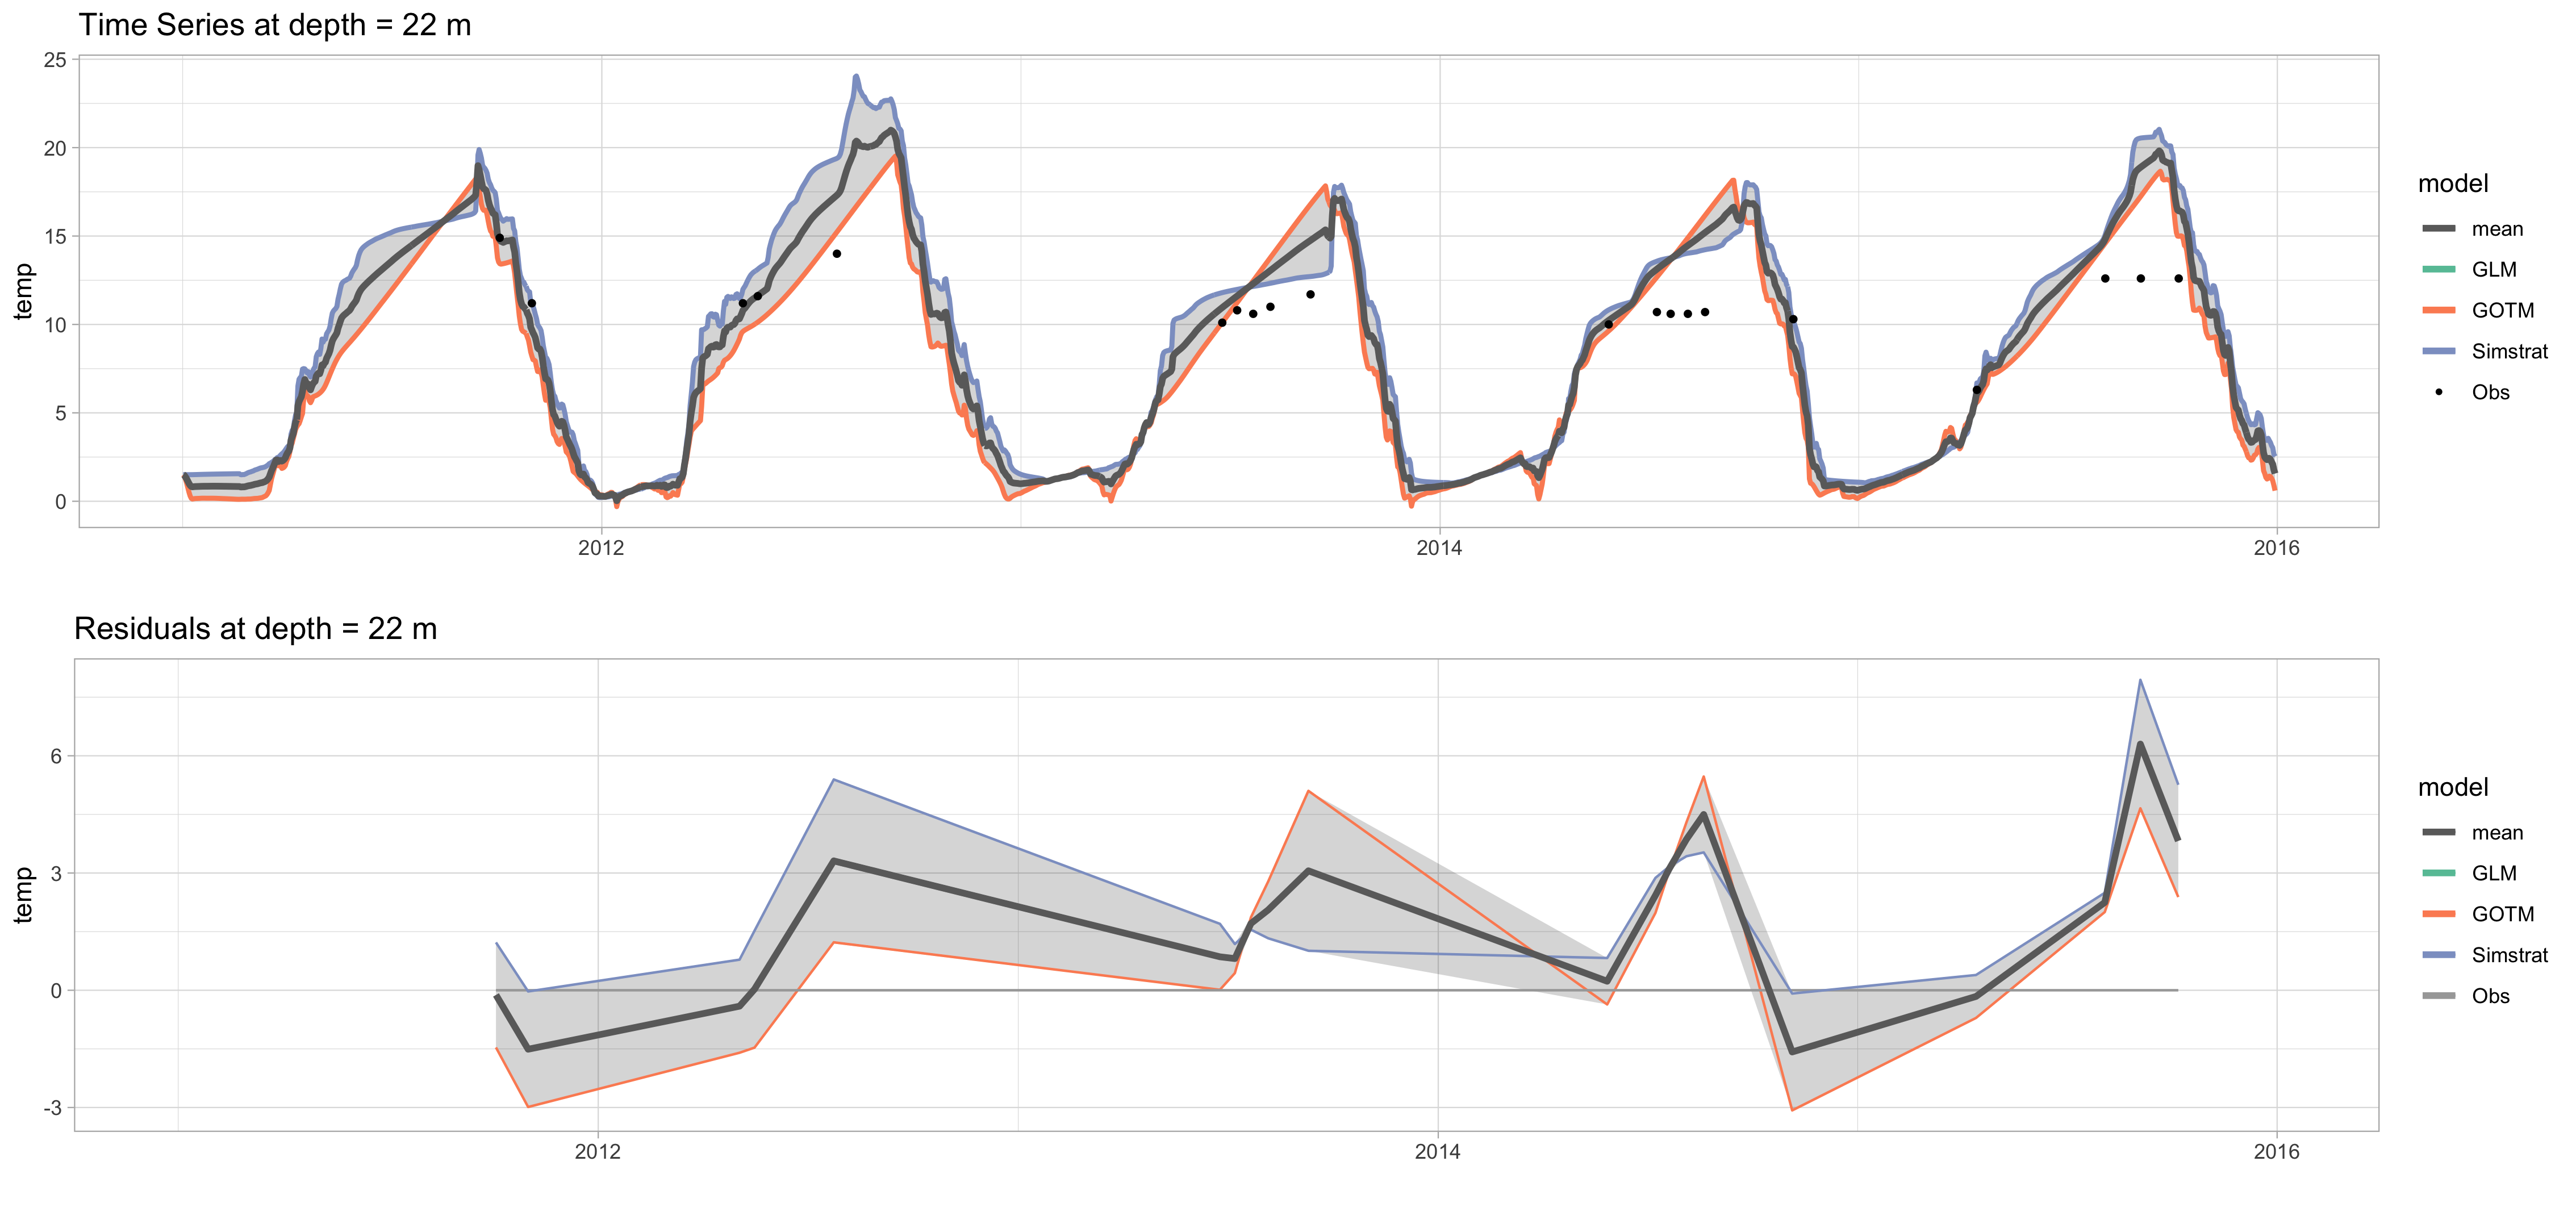 Time Series at depth = 22 m
temp
25
20
15
10
5
0
2012
2014
2016
model
mean
GLM
GOTM
Simstrat
Obs
Residuals at depth = 22 m
temp
6
3
0
-3
2012
2014
2016
model
mean
GLM
GOTM
Simstrat
Obs